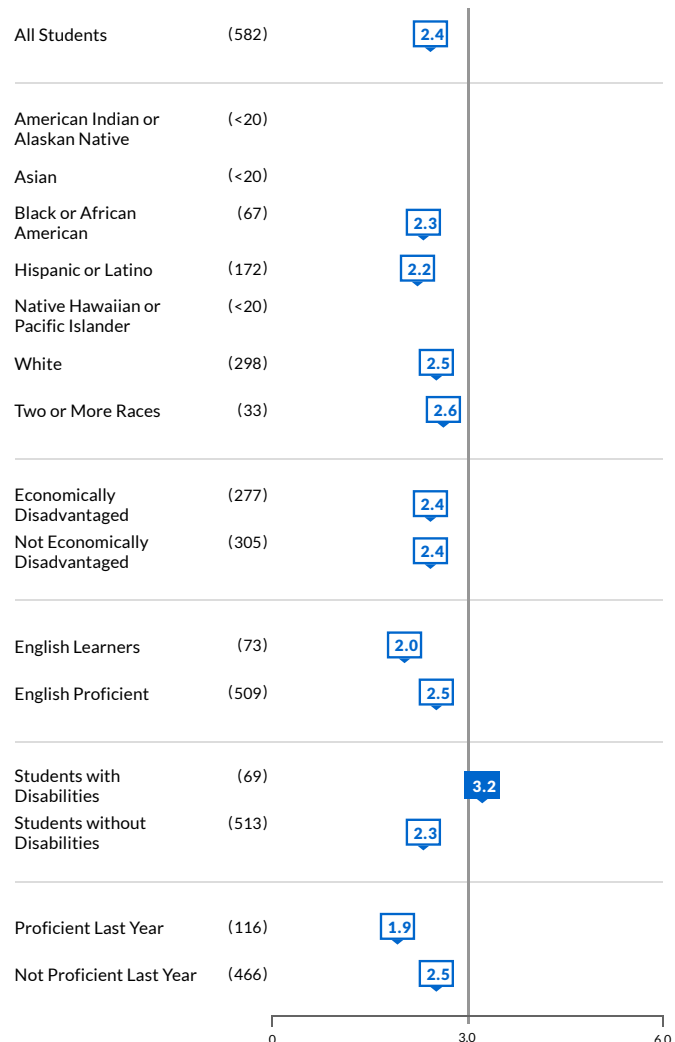 All Students (582) 2.4
American Indian or (<20)
Alaskan Native
Asian (<20)
Black or African (67) 2.3
American
Hispanic or Latino (172) 2.2
Native Hawaiian or (<20)
Pacific Islander
White (298) 2.5
Two or More Races (33) 2.6
Economically (277) 2.4
Disadvantaged
Not Economically (305) 2.4
Disadvantaged
English Learners (73) 2.0
English Proficient (509) 2.5
Students with (69) 3.2
Disabilities
Students without (513) 2.3
Disabilities
Proficient Last Year (116) 1.9
Not Proficient Last Year (466) 2.5
0 3.0 6.0